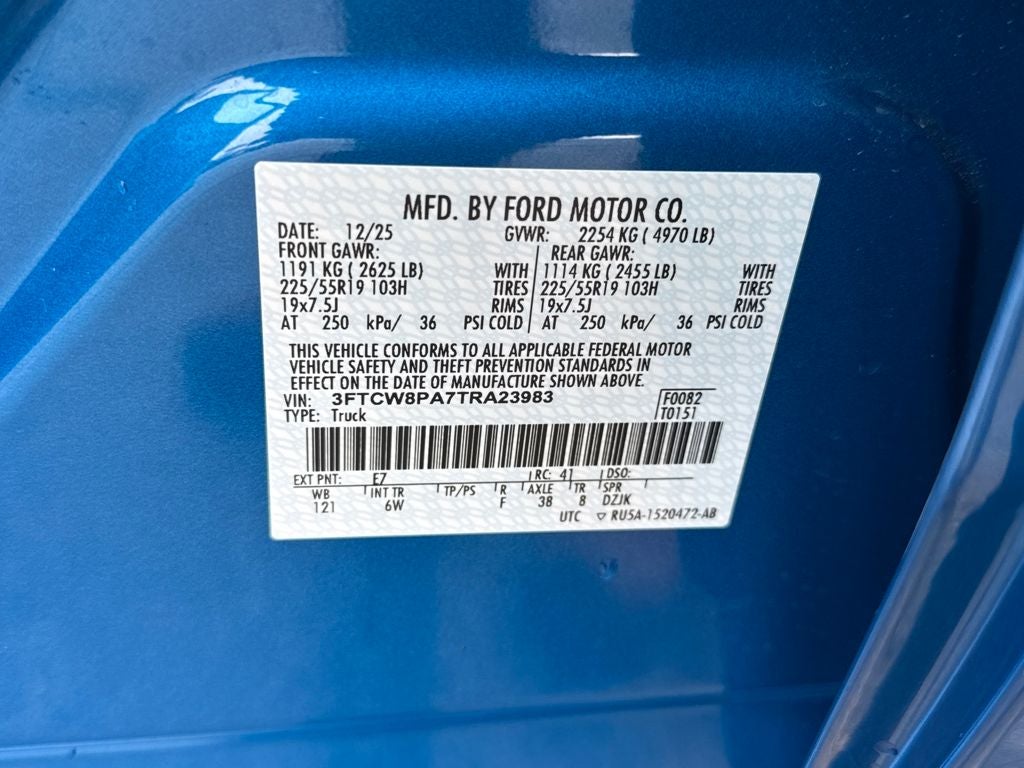 MFD. BY FORD MOTOR CO.
DATE: 12/25 GVWR: 2254 KG ( 4970 LB)
FRONT GAWR: REAR GAWR:
1191 KG ( 2625 LB) WITH 1114 KG ( 2455 LB) WITH
225/55R19 103H TIRES 225/55R19 103H TIRES
19x7.5J RIMS 19x7.5J RIMS
AT 250 kPa/ 36 PSI COLD AT 250 kPa/ 36 PSI COLD
THIS VEHICLE CONFORMS TO ALL APPLICABLE FEDERAL MOTOR
VEHICLE SAFETY AND THEFT PREVENTION STANDARDS IN
EFFECT ON THE DATE OF MANUFACTURE SHOWN ABOVE.
VIN: 3FTCW8PA7TRA23983 F0082
TYPE: Truck T0151
EXT PNT: E7 RC: 41 DSO:
WB INT TR TP/PS R AXLE TR SPR
121 6W F 38 8 DZJK
UTC ▽ RU5A-1520472-AB